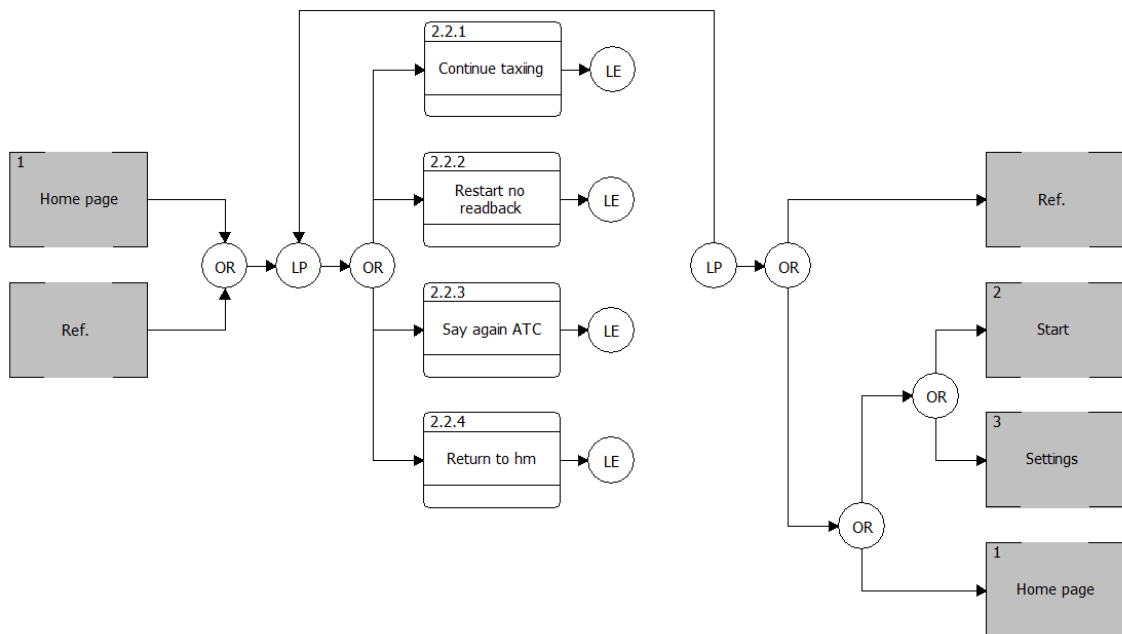 2.2.1
Continue taxiing
LE
1
Home page
2.2.2
Restart no
readback
LE
Ref.
OR
LP
OR
LP
OR
2.2.3
Say again ATC
LE
2
Start
Ref.
OR
2.2.4
Return to hm
LE
3
Settings
OR
1
Home page